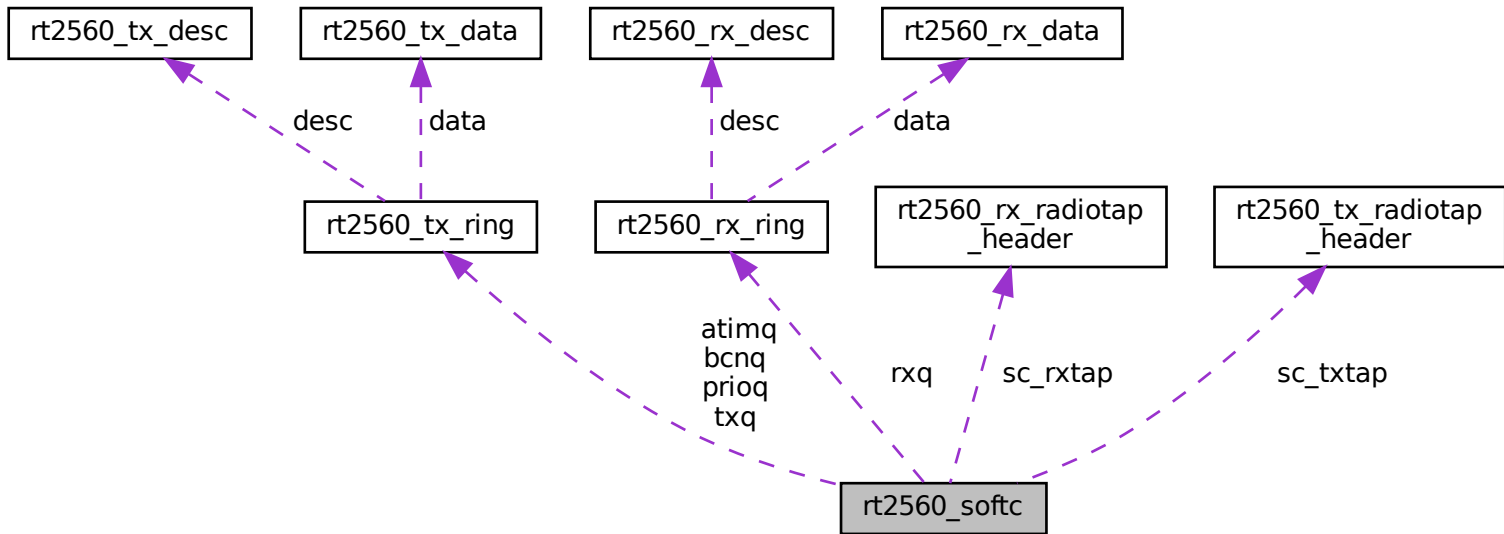 rt2560_tx_desc
rt2560_tx_data
rt2560_rx_desc
rt2560_rx_data
desc
data
desc
data
rt2560_tx_ring
rt2560_rx_ring
rt2560_rx_radiotap
_header
rt2560_tx_radiotap
_header
atimq
bcnq
prioq
txq
rxq
sc_rxtap
sc_txtap
rt2560_softc